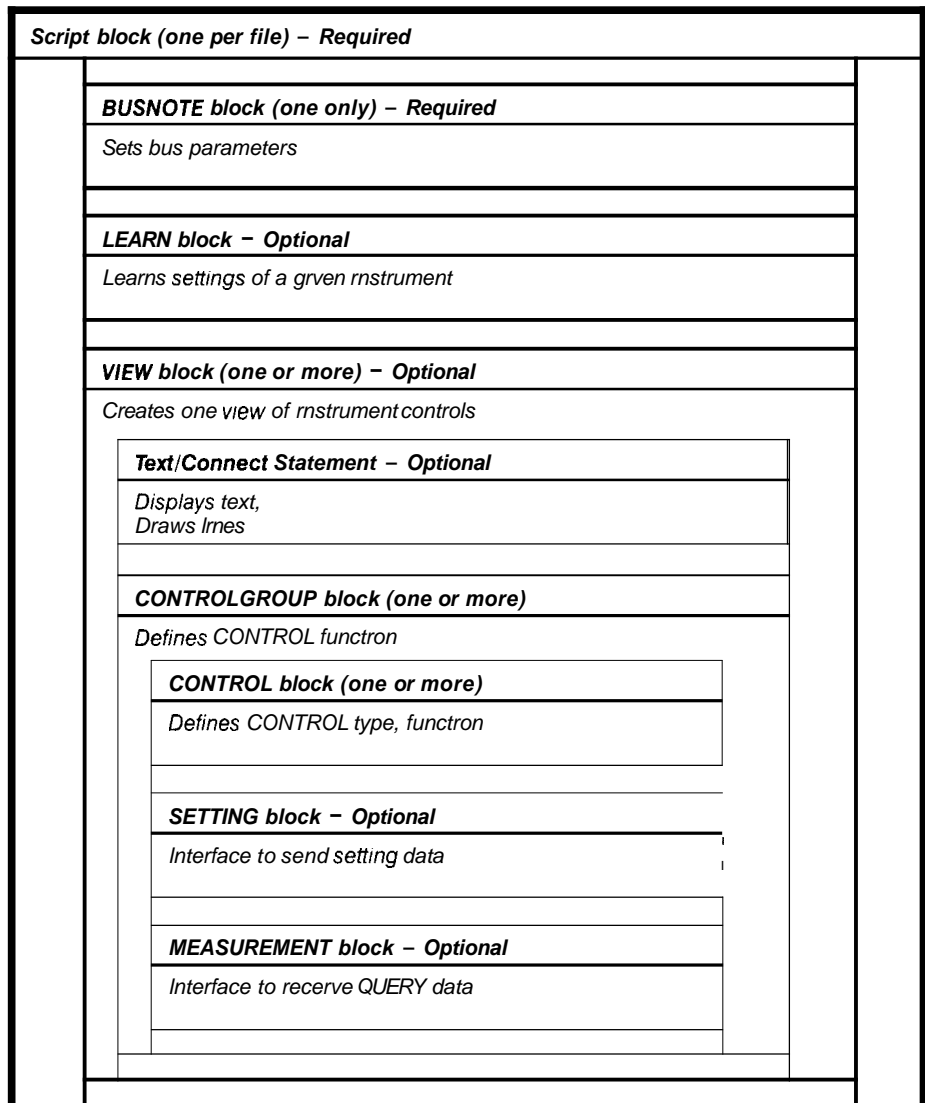 Script block (one per file) – Required
BUSNOTE block (one only) – Required
Sets bus parameters
LEARN block – Optional
Learns settings of a grven rnstrument
VIEW block (one or more) – Optional
Creates one view of rnstrument controls
Text/Connect Statement – Optional
Displays text,
Draws lrnes
CONTROLGROUP block (one or more)
Defines CONTROL functron
CONTROL block (one or more)
Defines CONTROL type, functron
SETTING block – Optional
Interface to send setting data
MEASUREMENT block – Optional
Interface to recerve QUERY data